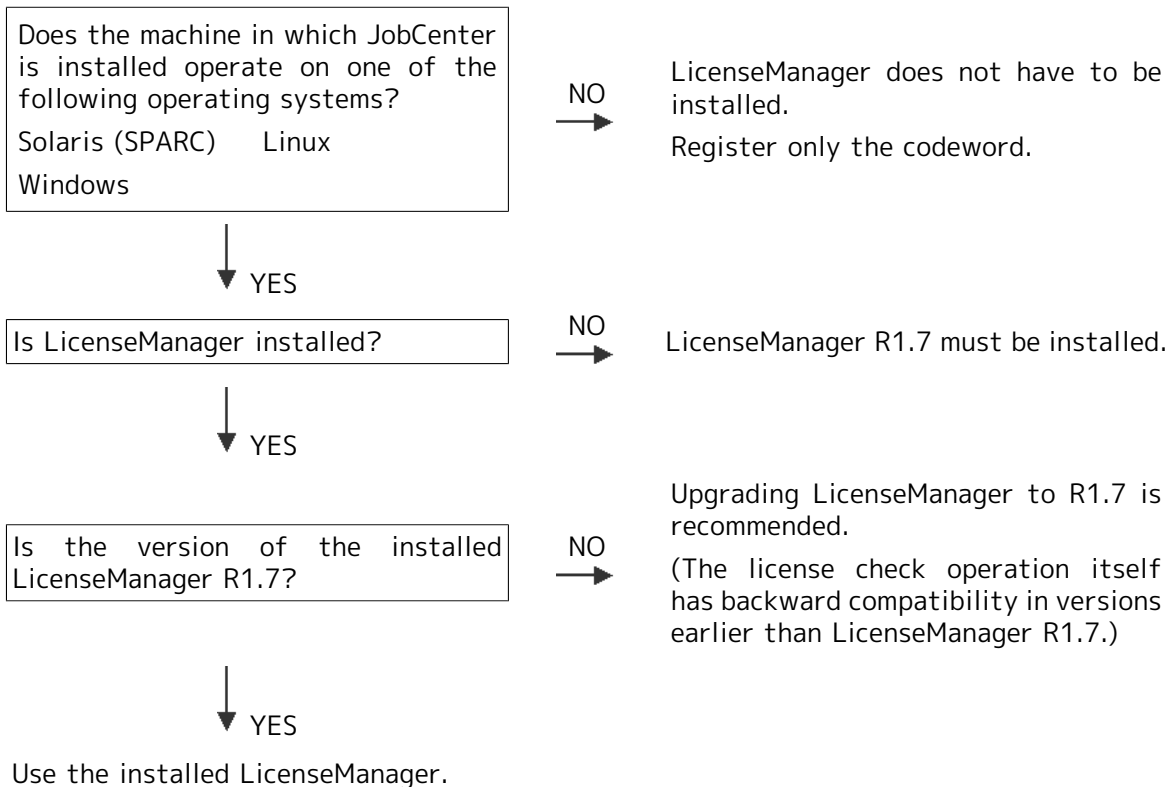 Does the machine in which JobCenter
is installed operate on one of the
following operating systems?
Solaris (SPARC) Linux
Windows
NO
LicenseManager does not have to be
installed.
Register only the codeword.
YES
Is LicenseManager installed?
NO
LicenseManager R1.7 must be installed.
YES
Is the version of the installed
LicenseManager R1.7?
NO
Upgrading LicenseManager to R1.7 is
recommended.
(The license check operation itself
has backward compatibility in versions
earlier than LicenseManager R1.7.)
YES
Use the installed LicenseManager.